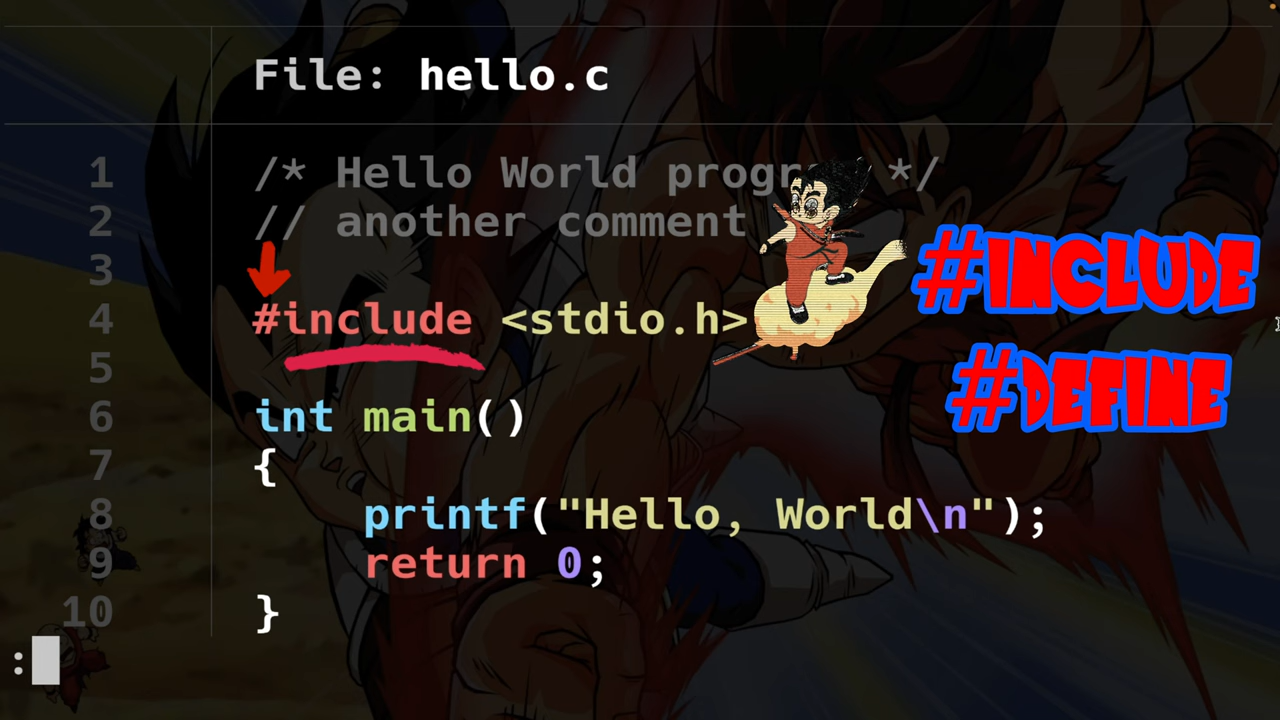 File: hello.c
1 /* Hello World progr */
2 // another comment
3
4 #include <stdio.h>
5
6 int main()
7 {
8 printf("Hello, World\n");
9 return 0;
10 }
:
#INCLUDE
#DEFINE